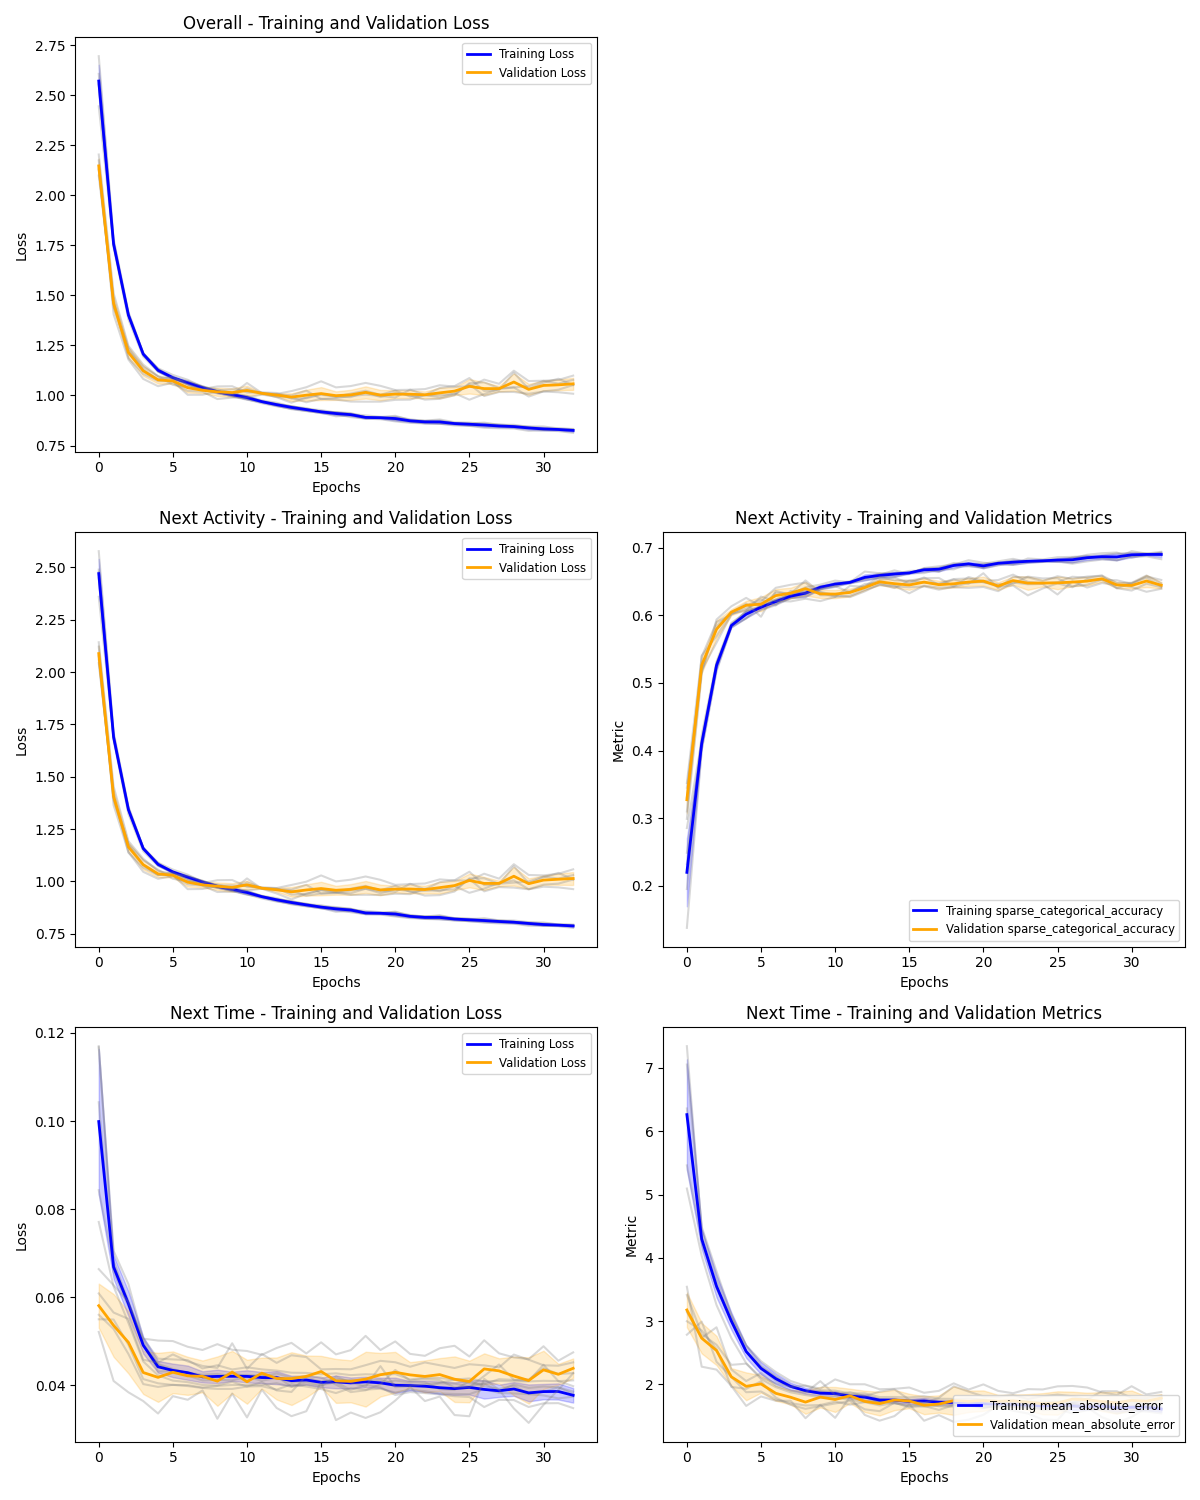 Overall - Training and Validation Loss
2.75
2.50
2.25
2.00
1.75
1.50
1.25
1.00
0.75
Loss
Training Loss
Validation Loss
0 5 10 15 20 25 30
Epochs
Next Activity - Training and Validation Loss
2.50
2.25
2.00
1.75
1.50
1.25
1.00
0.75
Loss
Training Loss
Validation Loss
0 5 10 15 20 25 30
Epochs
Next Activity - Training and Validation Metrics
0.7
0.6
0.5
0.4
0.3
0.2
Metric
Training sparse_categorical_accuracy
Validation sparse_categorical_accuracy
0 5 10 15 20 25 30
Epochs
Next Time - Training and Validation Loss
0.12
0.10
0.08
0.06
0.04
Loss
Training Loss
Validation Loss
0 5 10 15 20 25 30
Epochs
Next Time - Training and Validation Metrics
7
6
5
4
3
2
Metric
Training mean_absolute_error
Validation mean_absolute_error
0 5 10 15 20 25 30
Epochs